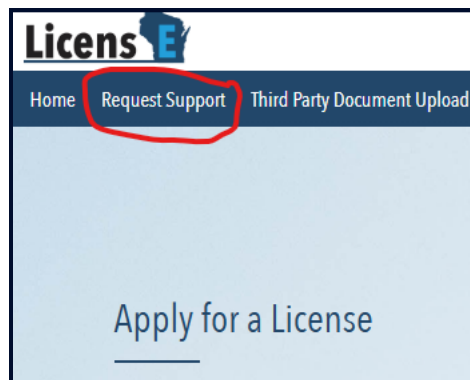 LicensE
Home Request Support Third Party Document Upload
Apply for a License